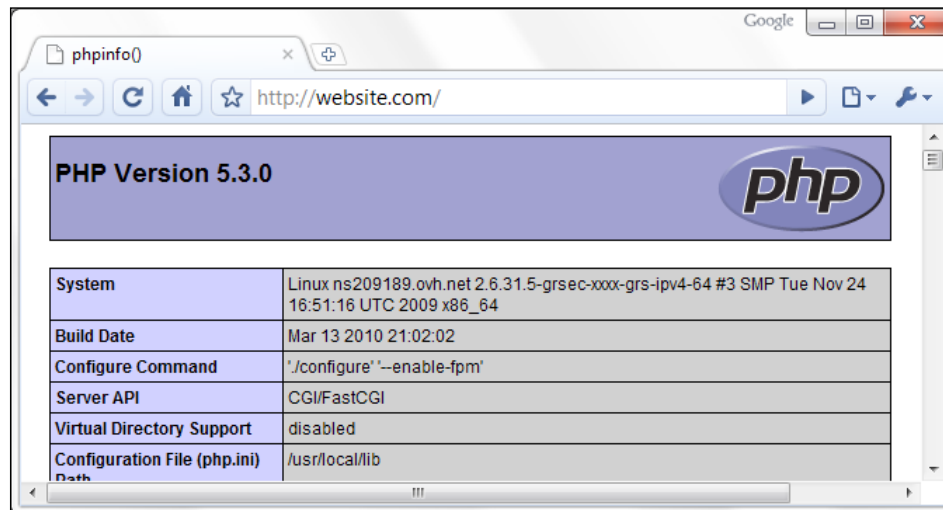 Google
phpinfo()
http://website.com/
PHP Version 5.3.0
php
System
Linux ns209189.ovh.net 2.6.31.5-grsec-xxxx-grs-ipv4-64 #3 SMP Tue Nov 24
16:51:16 UTC 2009 x86_64
Build Date
Mar 13 2010 21:02:02
Configure Command
'./configure' '--enable-fpm'
Server API
CGI/FastCGI
Virtual Directory Support
disabled
Configuration File (php.ini)
Path
/usr/local/lib